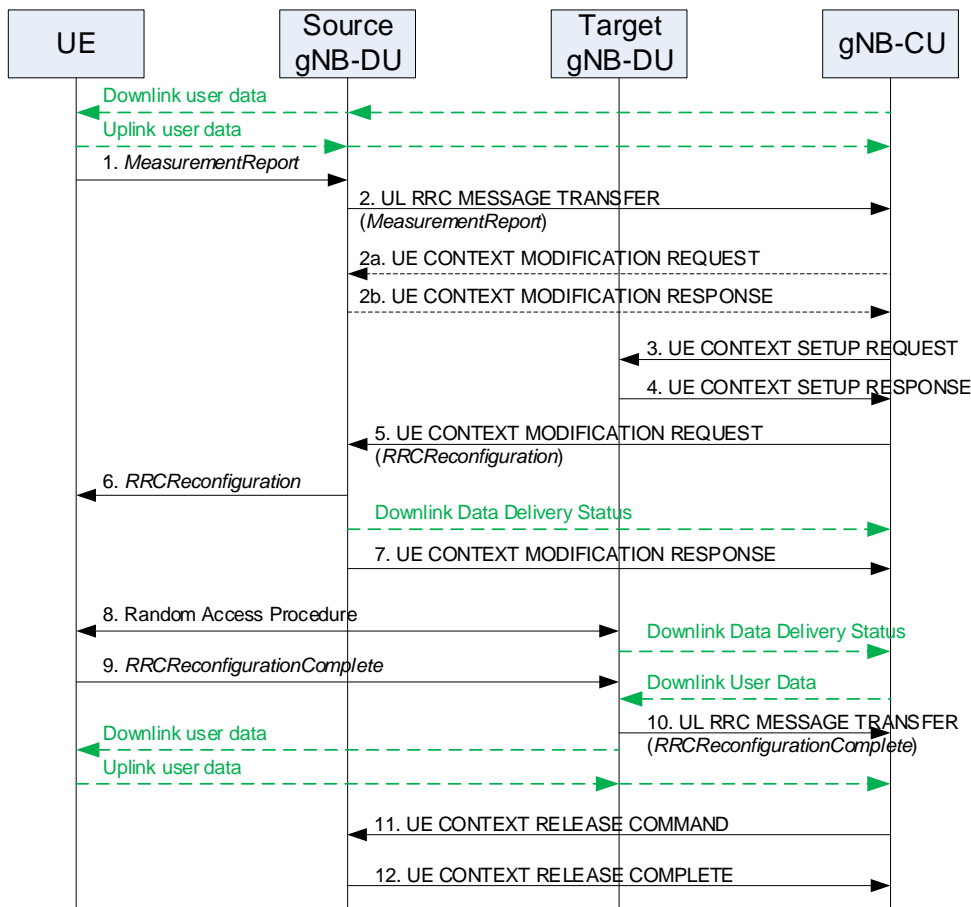 UE
Source
gNB-DU
Target
gNB-DU
gNB-CU
Downlink user data
Uplink user data
1. MeasurementReport
2. UL RRC MESSAGE TRANSFER
(MeasurementReport)
2a. UE CONTEXT MODIFICATION REQUEST
2b. UE CONTEXT MODIFICATION RESPONSE
3. UE CONTEXT SETUP REQUEST
4. UE CONTEXT SETUP RESPONSE
5. UE CONTEXT MODIFICATION REQUEST
(RRCReconfiguration)
6. RRCReconfiguration
Downlink Data Delivery Status
7. UE CONTEXT MODIFICATION RESPONSE
8. Random Access Procedure
Downlink Data Delivery Status
9. RRCReconfigurationComplete
Downlink User Data
10. UL RRC MESSAGE TRANSFER
(RRCReconfigurationComplete)
Downlink user data
Uplink user data
11. UE CONTEXT RELEASE COMMAND
12. UE CONTEXT RELEASE COMPLETE